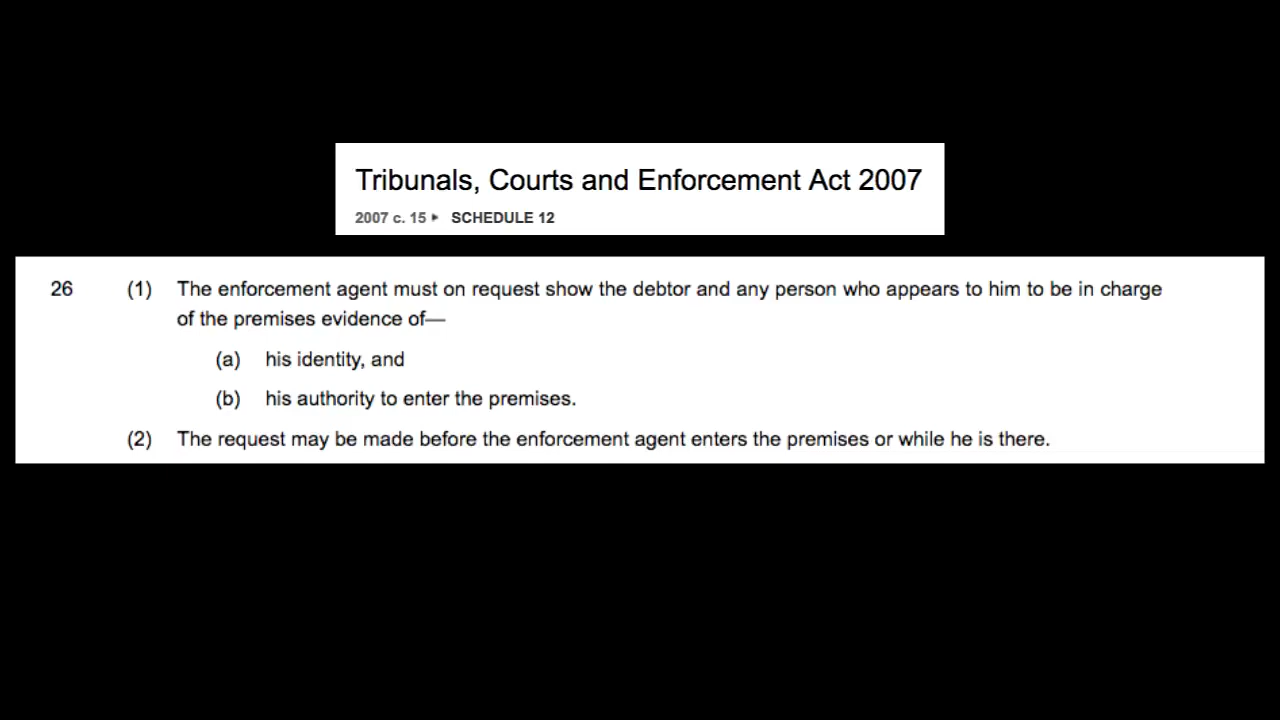 Tribunals, Courts and Enforcement Act 2007
2007 c. 15 ▸ SCHEDULE 12
26 (1) The enforcement agent must on request show the debtor and any person who appears to him to be in charge
of the premises evidence of—
(a) his identity, and
(b) his authority to enter the premises.
(2) The request may be made before the enforcement agent enters the premises or while he is there.